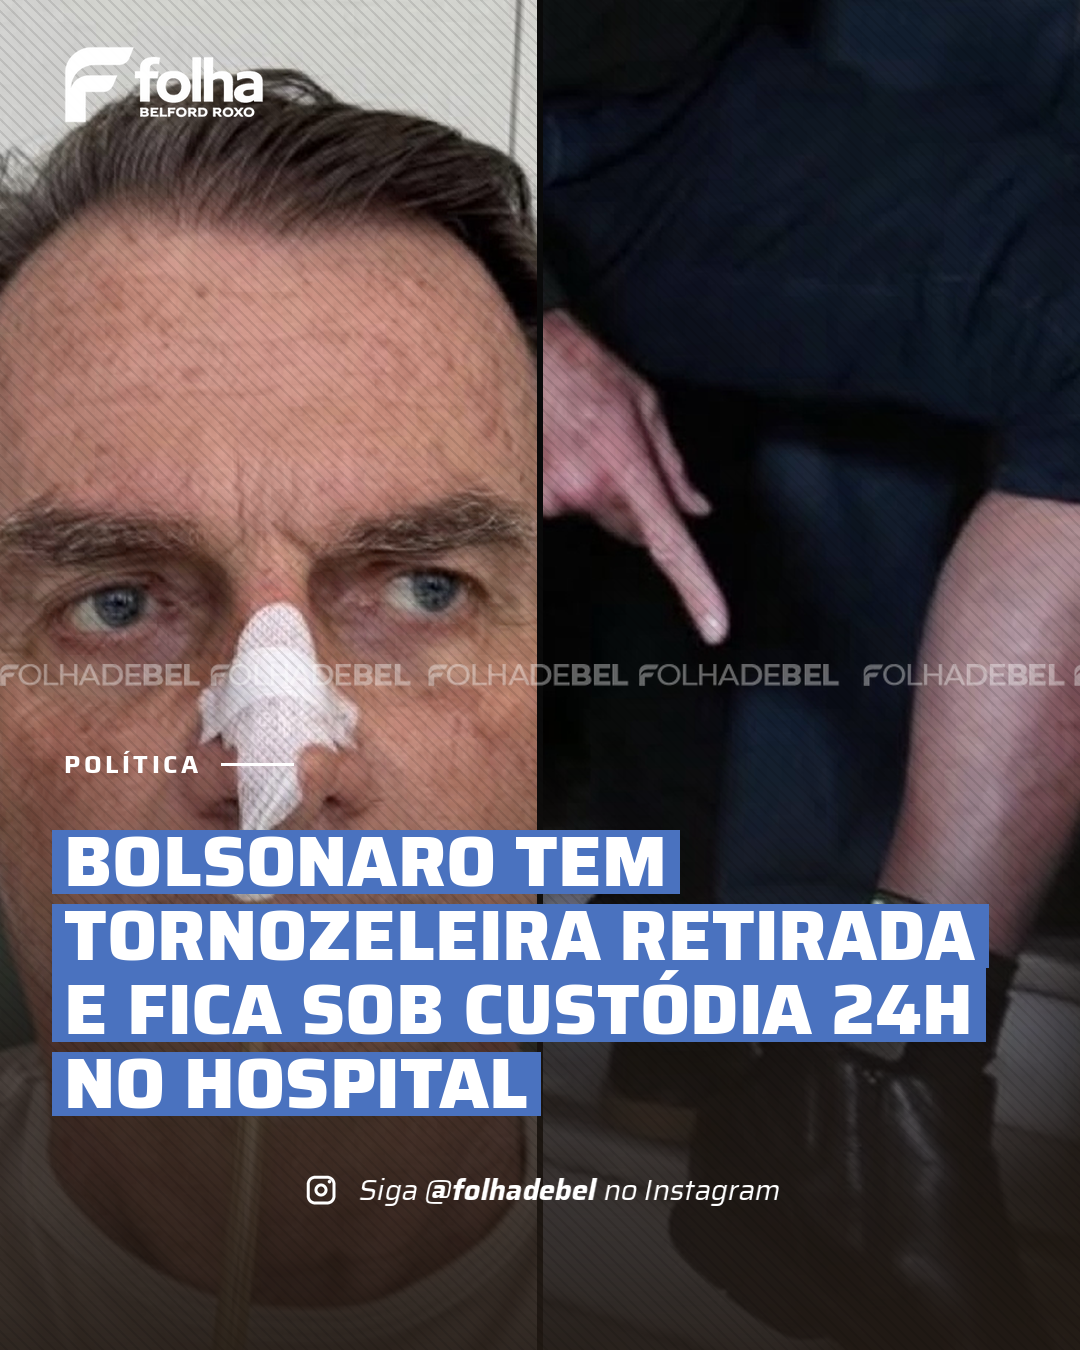 folha
BELFORD ROXO
FOLHADEBEL FOLHADEBEL FOLHADEBEL FOLHADEBEL FOLHADEBEL
POLÍTICA
BOLSONARO TEM
TORNOZELEIRA RETIRADA
E FICA SOB CUSTÓDIA 24H
NO HOSPITAL
Siga @folhadebel no Instagram